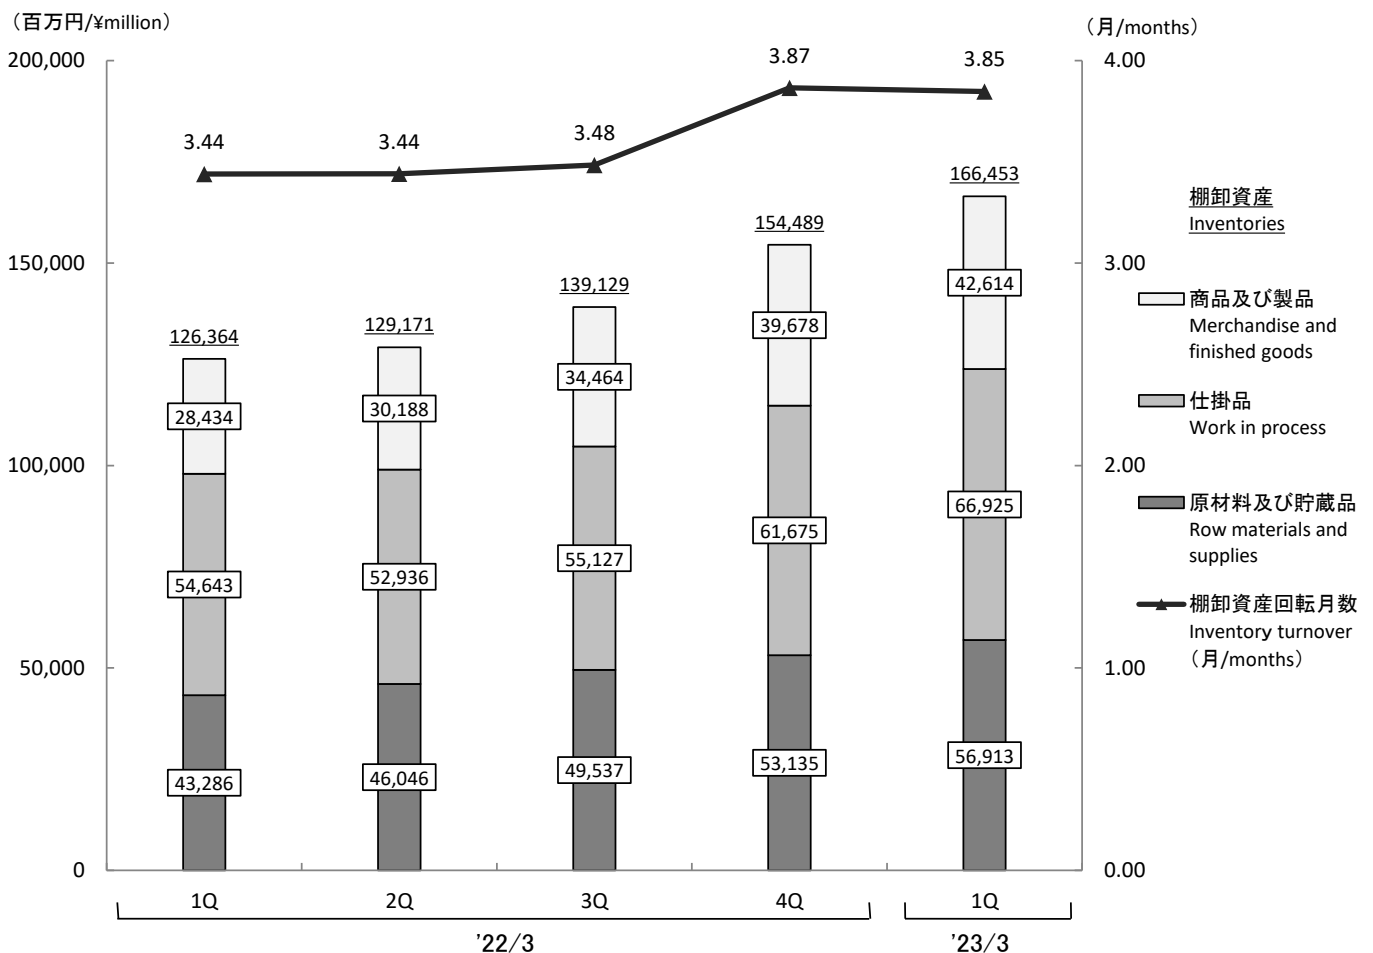 （百万円/¥million）
（月/months）
200,000
150,000
100,000
50,000
0
4.00
3.00
2.00
1.00
0.00
3.44
3.44
3.48
3.87
3.85
126,364
129,171
139,129
154,489
166,453
28,434
30,188
34,464
39,678
42,614
54,643
52,936
55,127
61,675
66,925
43,286
46,046
49,537
53,135
56,913
1Q
2Q
3Q
4Q
1Q
’22/3
’23/3
棚卸資産
Inventories
商品及び製品
Merchandise and
finished goods
仕掛品
Work in process
原材料及び貯蔵品
Row materials and
supplies
棚卸資産回転月数
Inventory turnover
（月/months）